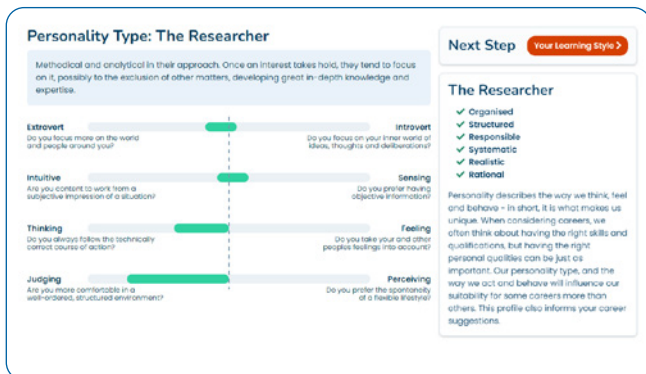 Personality Type: The Researcher
Methodical and analytical in their approach. Once an interest takes hold, they tend to focus
on it, possibly to the exclusion of other matters, developing great in-depth knowledge and
expertise.
Extrovert
Do you focus more on the world
and people around you?
Introvert
Do you focus on your inner world of
ideas, thoughts and deliberations?
Intuitive
Are you content to work from a
subjective impression of a situation?
Sensing
Do you prefer having
objective information?
Thinking
Do you always follow the technically
correct course of action?
Feeling
Do you take your and other
peoples feelings into account?
Judging
Are you more comfortable in a
well-ordered, structured environment?
Perceiving
Do you prefer the spontaneity
of a flexible lifestyle?
Next Step
Your Learning Style >
The Researcher
Organised
Structured
Responsible
Systematic
Realistic
Rational
Personality describes the way we think, feel
and behave - in short, it is what makes us
unique. When considering careers, we
often think about having the right skills and
qualifications, but having the right
personal qualities can be just as
important. Our personality type, and the
way we act and behave will influence our
suitability for some careers more than
others. This profile also informs your career
suggestions.